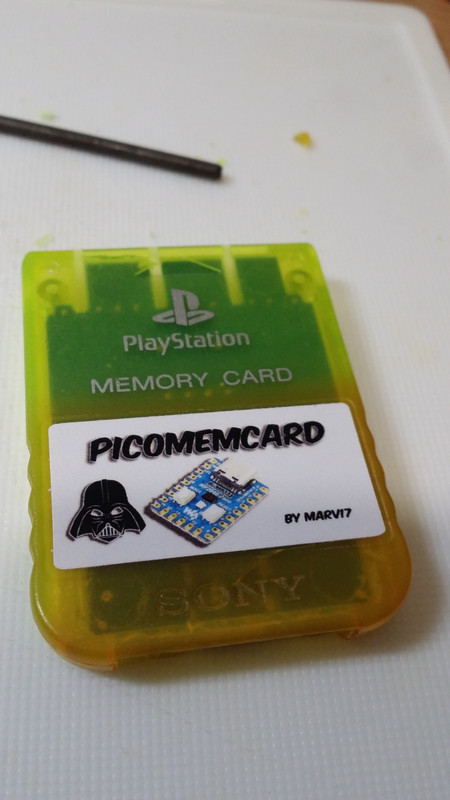 PlayStation
MEMORY CARD
PICOMEMCARD
BY MARV17
SONY